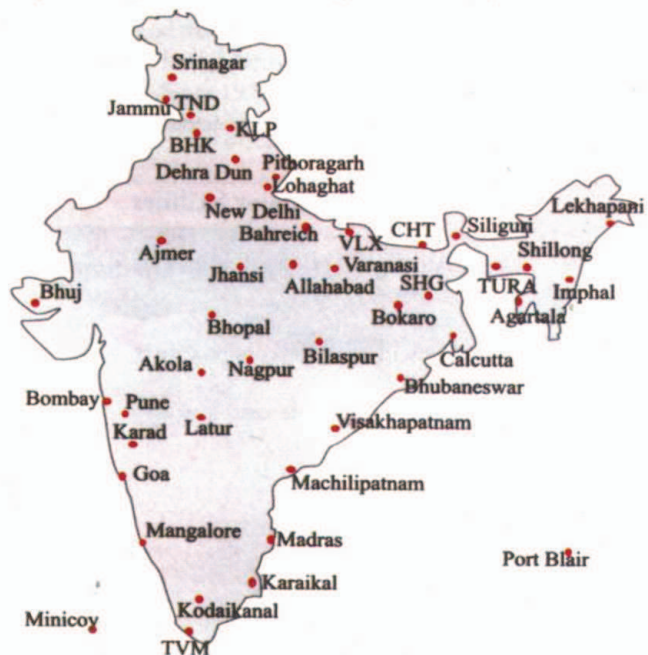 Srinagar
Jammu
TND
BHK
KLP
Dehra Dun
Pithoragarh
Lohaghat
New Delhi
Bahreich
VLX
CHT
Siliguri
Lekhapani
Ajmer
Jhansi
Allahabad
Varanasi
SHG
TURA
Shillong
Imphal
Bhuj
Bhopal
Bokaro
Agartala
Akola
Nagpur
Bilaspur
Calcutta
Bhubaneswar
Bombay
Pune
Karad
Latur
Visakhapatnam
Goa
Machilipatnam
Mangalore
Madras
Port Blair
Karaikal
Kodaikanal
Minicoy
TVM